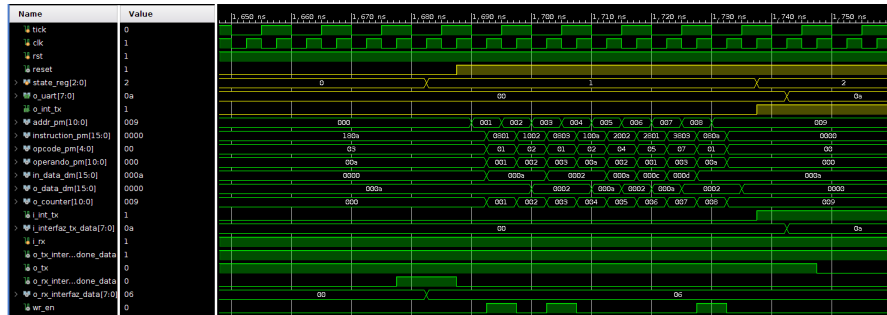 Name Value 1,650 ns 1,660 ns 1,670 ns 1,680 ns 1,690 ns 1,700 ns 1,710 ns 1,720 ns 1,730 ns 1,740 ns 1,750 ns
tick 0
clk 1
rst 1
reset 1
state_reg[2:0] 2 0 1 2
o_uart[7:0] 0a 00 0a
o_int_tx 1
addr_pm[10:0] 009 000 001 002 003 004 005 006 007 008 009
instruction_pm[15:0] 0000 180a 0801 1002 0803 100a 2002 2801 3803 080a 0000
opcode_pm[4:0] 00 03 01 02 01 02 04 05 07 01 00
operando_pm[10:0] 000 00a 001 002 003 00a 002 001 003 00a 000
in_data_dm[15:0] 000a 0000 000a 0002 000a 000c 000d 000a
o_data_dm[15:0] 0000 000a 0002 000a 0002 000a 0002 0000
o_counter[10:0] 009 000 001 002 003 004 005 006 007 008 009
i_int_tx 1
i_interfaz_tx_data[7:0] 0a 00 0a
i_rx 1
o_tx_inter...done_data 1
o_tx 0
o_rx_inter...done_data 0
o_rx_interfaz_data[7:0] 06 00 06
wr_en 0